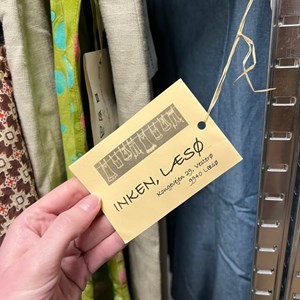 INKEN, LÆSØ
Kongevejen 29, Vesterø
9940 Læsø